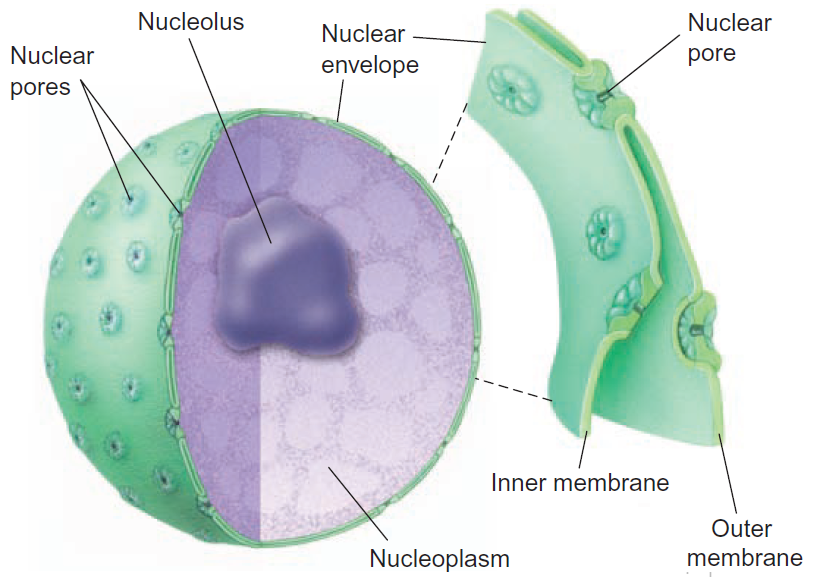 Nucleolus
Nuclear
pores
Nuclear
envelope
Nuclear
pore
Inner membrane
Outer
membrane
Nucleoplasm